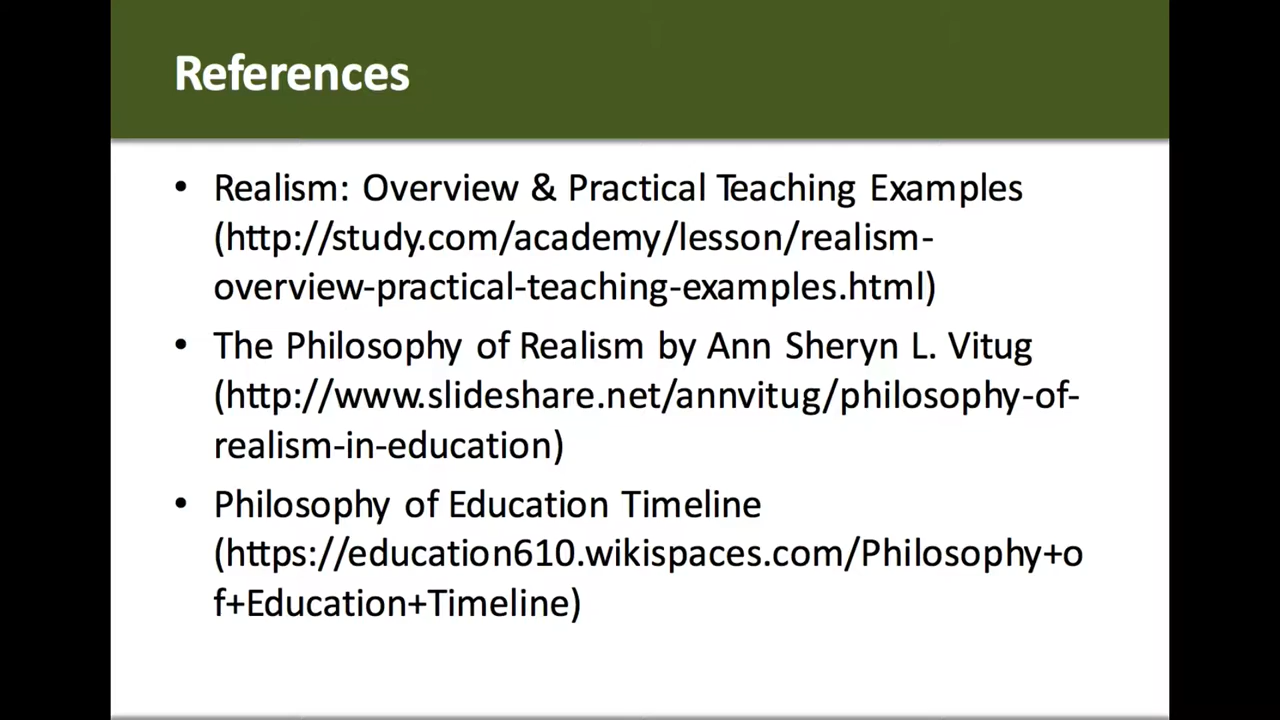 References
• Realism: Overview & Practical Teaching Examples
(http://study.com/academy/lesson/realism-
overview-practical-teaching-examples.html)
• The Philosophy of Realism by Ann Sheryn L. Vitug
(http://www.slideshare.net/annvitug/philosophy-of-
realism-in-education)
• Philosophy of Education Timeline
(https://education610.wikispaces.com/Philosophy+o
f+Education+Timeline)